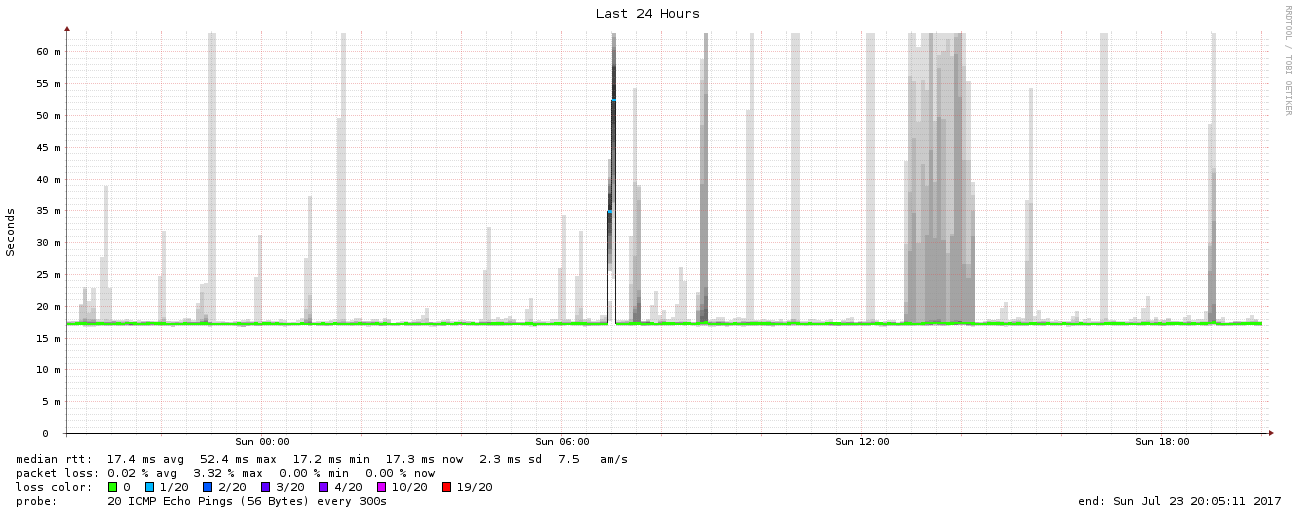 Last 24 Hours
RRDTOOL / TOBI OETIKER
Seconds
60 m
55 m
50 m
45 m
40 m
35 m
30 m
25 m
20 m
15 m
10 m
5 m
0
Sun 00:00 Sun 06:00 Sun 12:00 Sun 18:00
median rtt: 17.4 ms avg 52.4 ms max 17.2 ms min 17.3 ms now 2.3 ms sd 7.5 am/s
packet loss: 0.02 % avg 3.32 % max 0.00 % min 0.00 % now
loss color: 0 1/20 2/20 3/20 4/20 10/20 19/20
probe: 20 ICMP Echo Pings (56 Bytes) every 300s end: Sun Jul 23 20:05:11 2017